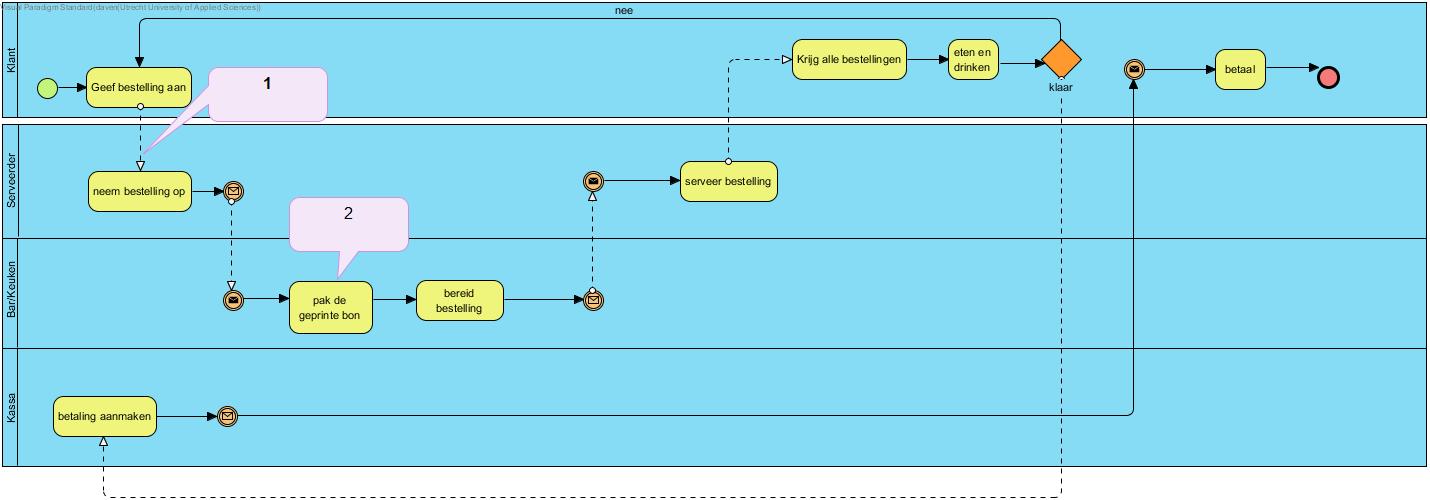 Visual Paradigm Standard(daven(Utrecht University of Applied Sciences))
nee
Klant
Geef bestelling aan
1
Krijg alle bestellingen
eten en
drinken
klaar
betaal
Serveerder
neem bestelling op
serveer bestelling
2
Bar/Keuken
pak de
geprinte bon
bereid
bestelling
Kassa
betaling aanmaken